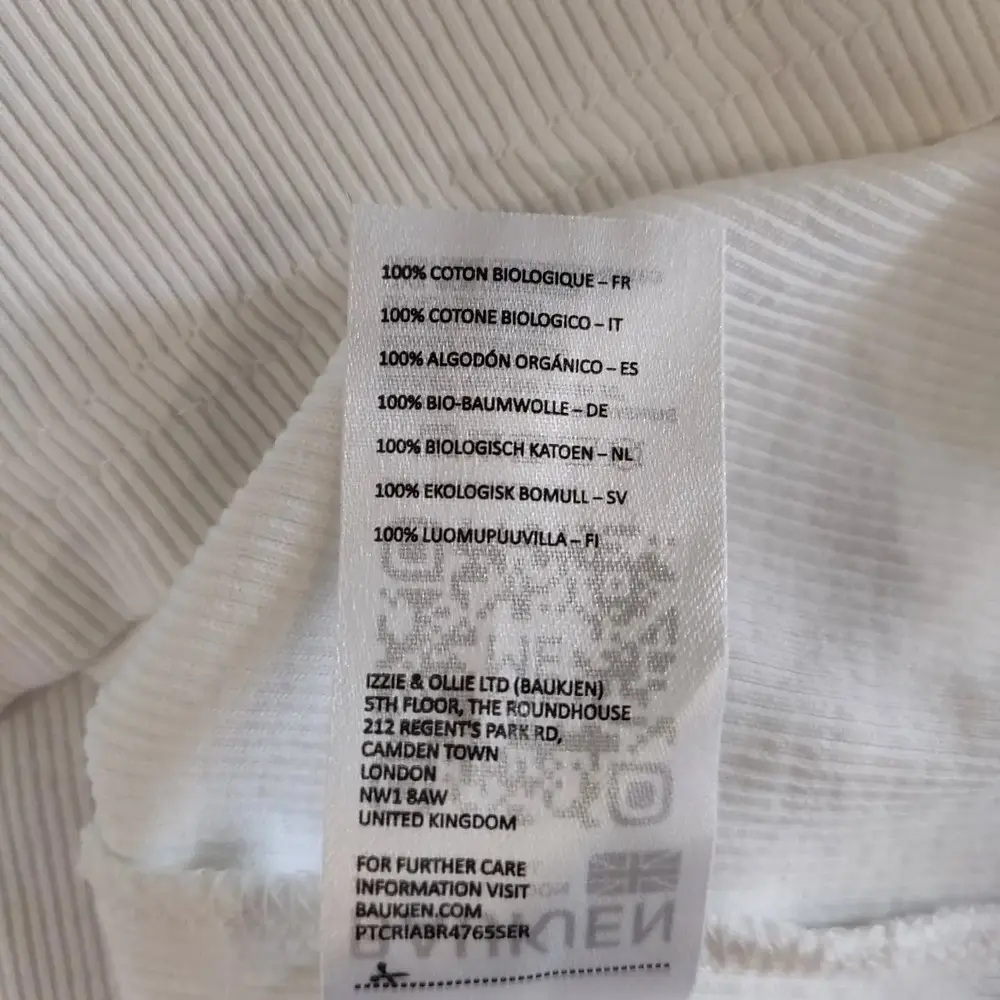 100% COTON BIOLOGIQUE – FR
100% COTONE BIOLOGICO – IT
100% ALGODÓN ORGÁNICO – ES
100% BIO-BAUMWOLLE – DE
100% BIOLOGISCH KATOEN – NL
100% EKOLOGISK BOMULL – SV
100% LUOMUPUUVILLA – FI
IZZIE & OLLIE LTD (BAUKJEN)
5TH FLOOR, THE ROUNDHOUSE
212 REGENT'S PARK RD,
CAMDEN TOWN
LONDON
NW1 8AW
UNITED KINGDOM
FOR FURTHER CARE
INFORMATION VISIT
BAUKJEN.COM
PTCRIABR4765SER